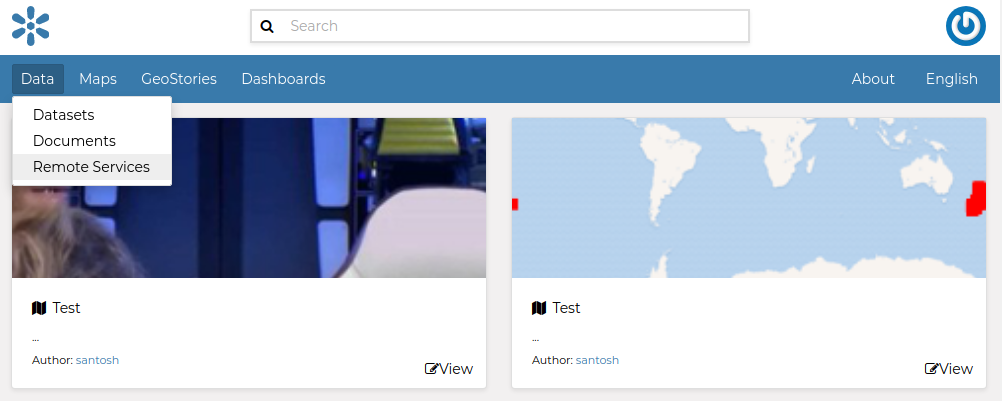 Search
Data Maps GeoStories Dashboards About English
Datasets
Documents
Remote Services
Test
...
Author: santosh
View
Test
...
Author: santosh
View